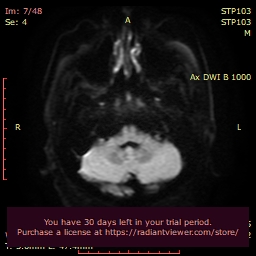 Im: 7/48
Se: 4
STP103
STP103
M
A
Ax DWI B 1000
R
L
You have 30 days left in your trial period.
Purchase a license at https://radiantviewer.com/store/